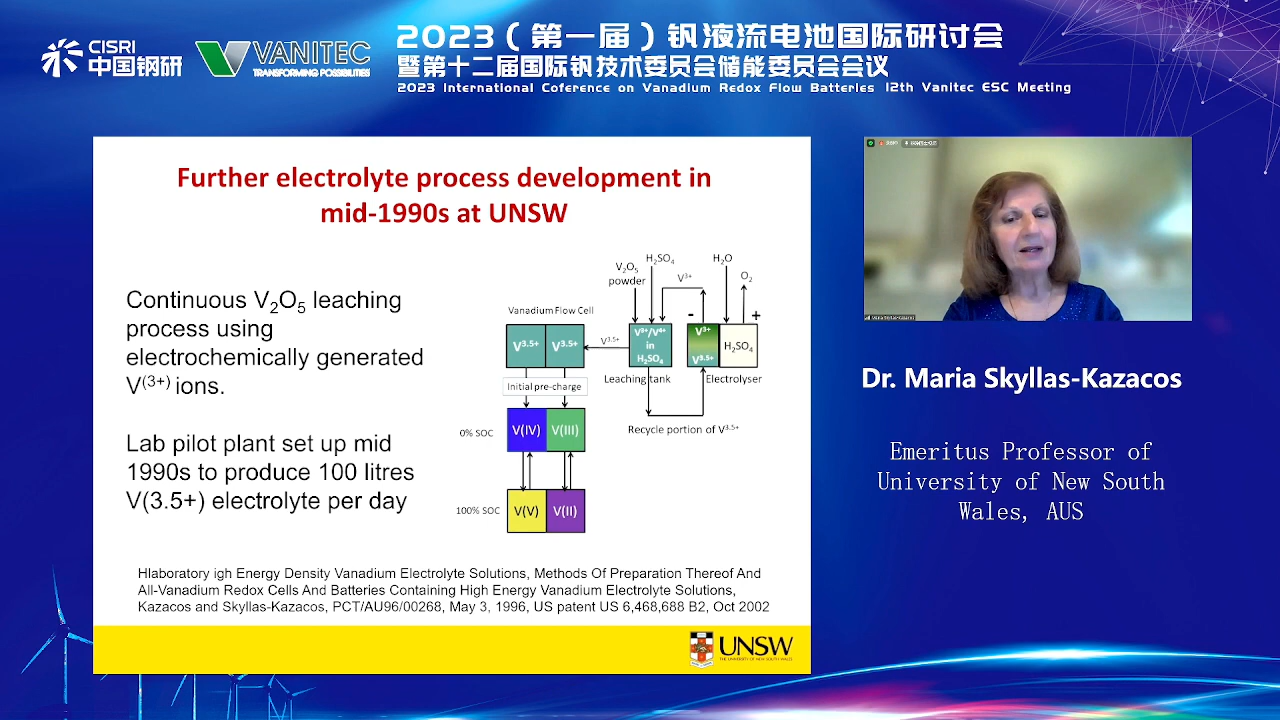 CISRI
中国钢研
VANITEC
TRANSFORMING POSSIBILITIES
2023（第一届）钒液流电池国际研讨会
暨第十二届国际钒技术委员会储能委员会会议
2023 International Coference on Vanadium Redox Flow Batteries 12th Vanitec ESC Meeting
Further electrolyte process development in
mid-1990s at UNSW
Continuous V2O5 leaching
process using
electrochemically generated
V(3+) ions.
Lab pilot plant set up mid
1990s to produce 100 litres
V(3.5+) electrolyte per day
V2O5
powder
H2SO4
V3+
H2O
O2
Vanadium Flow Cell
-
+
V3.5+
V3.5+
V3.5+
V3+/V4+
in
H2SO4
V3+
V3.5+
H2SO4
Leaching tank
Electrolyser
Initial pre-charge
Recycle portion of V3.5+
0% SOC
V(IV)
V(III)
100% SOC
V(V)
V(II)
Hlaboratory igh Energy Density Vanadium Electrolyte Solutions, Methods Of Preparation Thereof And
All-Vanadium Redox Cells And Batteries Containing High Energy Vanadium Electrolyte Solutions,
Kazacos and Skyllas-Kazacos, PCT/AU96/00268, May 3, 1996, US patent US 6,468,688 B2, Oct 2002
UNSW
THE UNIVERSITY OF NEW SOUTH WALES
Maria Skyllas-Kazacos
Dr. Maria Skyllas-Kazacos
Emeritus Professor of
University of New South
Wales, AUS